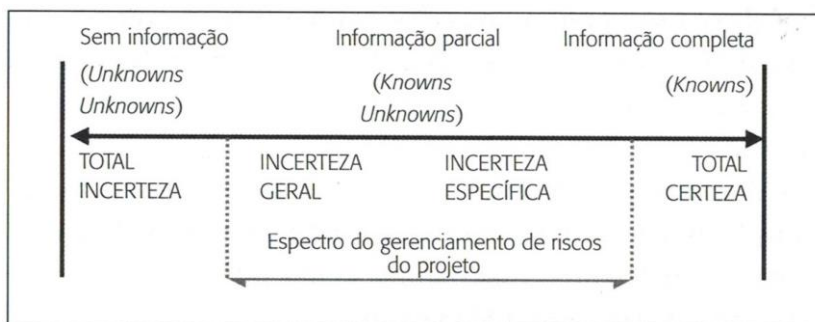 Sem informação Informação parcial Informação completa
(Unknowns (Knowns (Knowns)
Unknowns) Unknowns)
TOTAL INCERTEZA INCERTEZA TOTAL
INCERTEZA GERAL ESPECÍFICA CERTEZA
Espectro do gerenciamento de riscos
do projeto